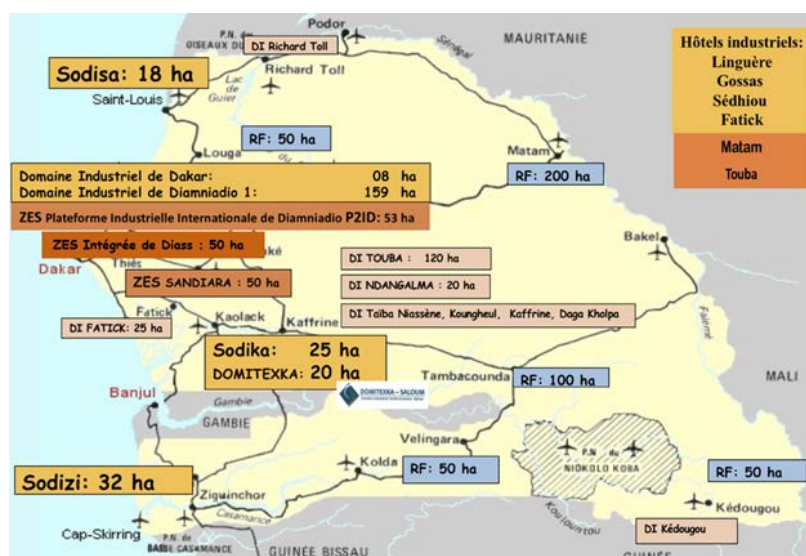 P.N. de
OISEAUX DU
Podor
MAURITANIE
DI Richard Toll
Sénégal
Richard Toll
Sodisa: 18 ha
Lac
de
Guier
Saint-Louis
Hôtels industriels:
Linguère
Gossas
Sédhiou
Fatick
Matam
Touba
RF: 50 ha
Louga
Matam
RF: 200 ha
Domaine Industriel de Dakar: 08 ha
Domaine Industriel de Diamniadio 1: 159 ha
ZES Plateforme Industrielle Internationale de Diamniadio P2ID: 53 ha
ZES Intégrée de Diass : 50 ha
Bakel
Dakar
Thiès
DI TOUBA : 120 ha
ZES SANDIARA : 50 ha
DI NDANGALMA : 20 ha
Fatick
Kaolack
Kaffrine
DI Taïba Niassène, Koungheul, Kaffrine, Daga Kholpa
DI FATICK: 25 ha
Falémé
Sodika: 25 ha
DOMITEXKA: 20 ha
Tambacounda
RF: 100 ha
MALI
DOMITEXKA - SALOUM
Banjul
Gambie
GAMBIE
Velingara
P.N. du
NIOKOLO KOBA
Kolda
RF: 50 ha
RF: 50 ha
Sodizi: 32 ha
Ziguinchor
Casamance
Kédougou
Cap-Skirring
Koulountou
DI Kédougou
P.N. de
BASSE CASAMANCE
GUINÉE BISSAU
GUINÉE